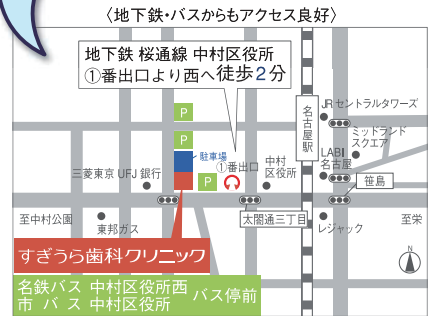 〈地下鉄・バスからもアクセス良好〉
地下鉄 桜通線 中村区役所
①番出口より西へ徒歩2分
P
P
駐車場
P
①番出口
中村
区役所
三菱東京 UFJ 銀行
名古屋駅
JR セントラルタワーズ
ミッドランド
スクエア
LABI
名古屋
笹島
至中村公園
東邦ガス
太閤通三丁目
レジャック
至栄
すぎうら歯科クリニック
名鉄バス 中村区役所西
市 バ ス 中村区役所
バス停前
N